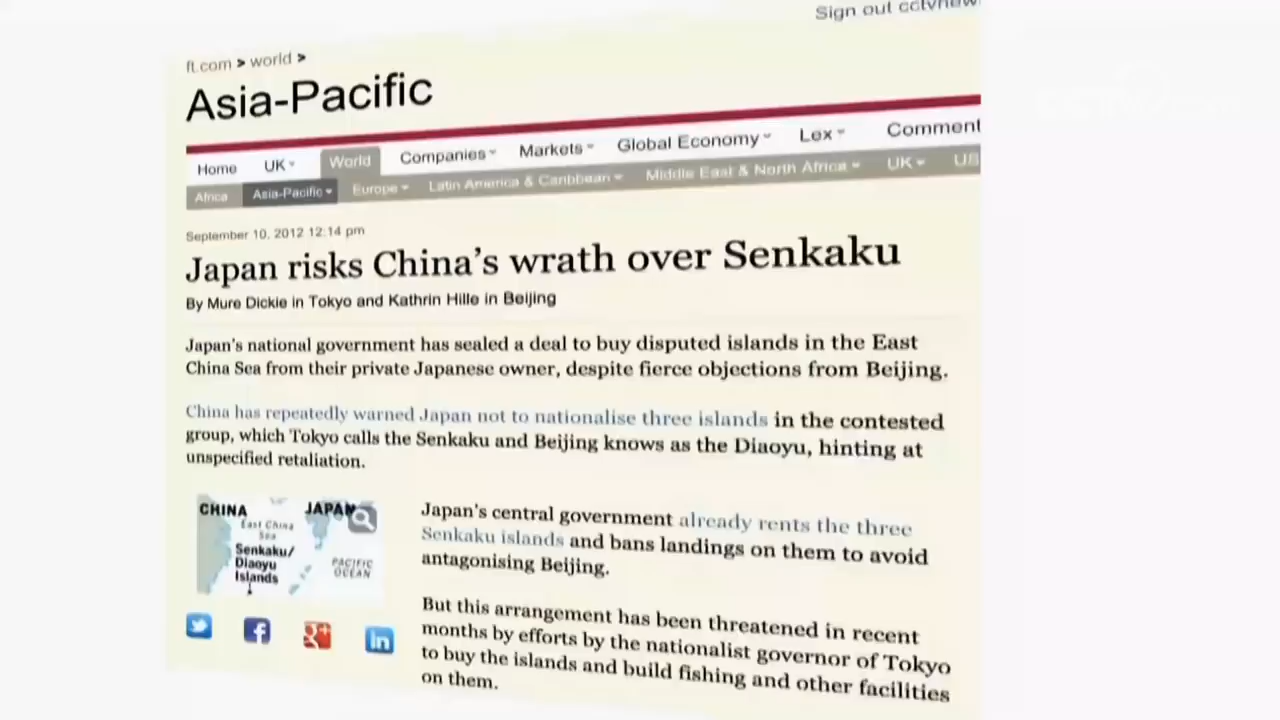 Sign out cctvnew
ft.com > world >
Asia-Pacific
Home UK World Companies Markets Global Economy Lex Comment
Africa Asia-Pacific Europe Latin America & Caribbean Middle East & North Africa UK US
September 10, 2012 12:14 pm
Japan risks China's wrath over Senkaku
By Mure Dickie in Tokyo and Kathrin Hille in Beijing
Japan's national government has sealed a deal to buy disputed islands in the East
China Sea from their private Japanese owner, despite fierce objections from Beijing.
China has repeatedly warned Japan not to nationalise three islands in the contested
group, which Tokyo calls the Senkaku and Beijing knows as the Diaoyu, hinting at
unspecified retaliation.
CHINA JAPAN
East China
Sea
Senkaku/
Diaoyu
Islands
PACIFIC
OCEAN
Japan's central government already rents the three
Senkaku islands and bans landings on them to avoid
antagonising Beijing.
But this arrangement has been threatened in recent
months by efforts by the nationalist governor of Tokyo
to buy the islands and build fishing and other facilities
on them.